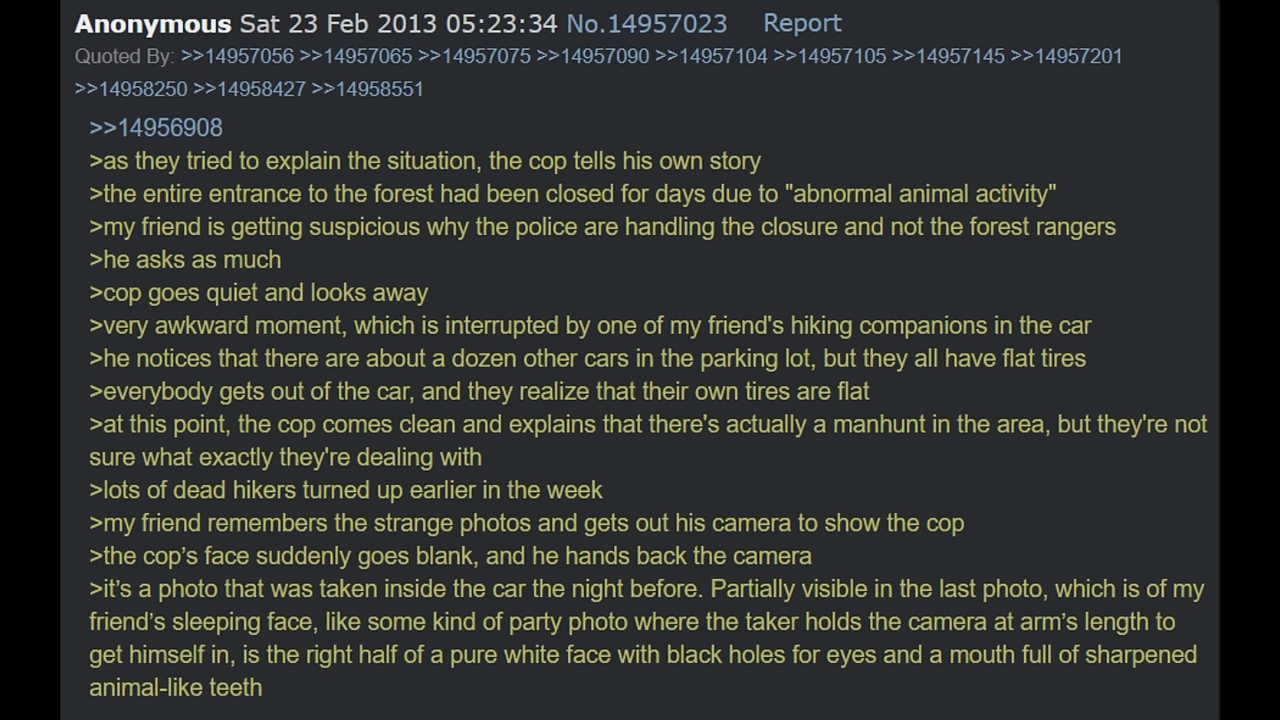 Anonymous Sat 23 Feb 2013 05:23:34 No.14957023 Report
Quoted By: >>14957056 >>14957065 >>14957075 >>14957090 >>14957104 >>14957105 >>14957145 >>14957201
>>14958250 >>14958427 >>14958551
>>14956908
>as they tried to explain the situation, the cop tells his own story
>the entire entrance to the forest had been closed for days due to "abnormal animal activity"
>my friend is getting suspicious why the police are handling the closure and not the forest rangers
>he asks as much
>cop goes quiet and looks away
>very awkward moment, which is interrupted by one of my friend's hiking companions in the car
>he notices that there are about a dozen other cars in the parking lot, but they all have flat tires
>everybody gets out of the car, and they realize that their own tires are flat
>at this point, the cop comes clean and explains that there's actually a manhunt in the area, but they're not
sure what exactly they're dealing with
>lots of dead hikers turned up earlier in the week
>my friend remembers the strange photos and gets out his camera to show the cop
>the cop’s face suddenly goes blank, and he hands back the camera
>it’s a photo that was taken inside the car the night before. Partially visible in the last photo, which is of my
friend’s sleeping face, like some kind of party photo where the taker holds the camera at arm’s length to
get himself in, is the right half of a pure white face with black holes for eyes and a mouth full of sharpened
animal-like teeth